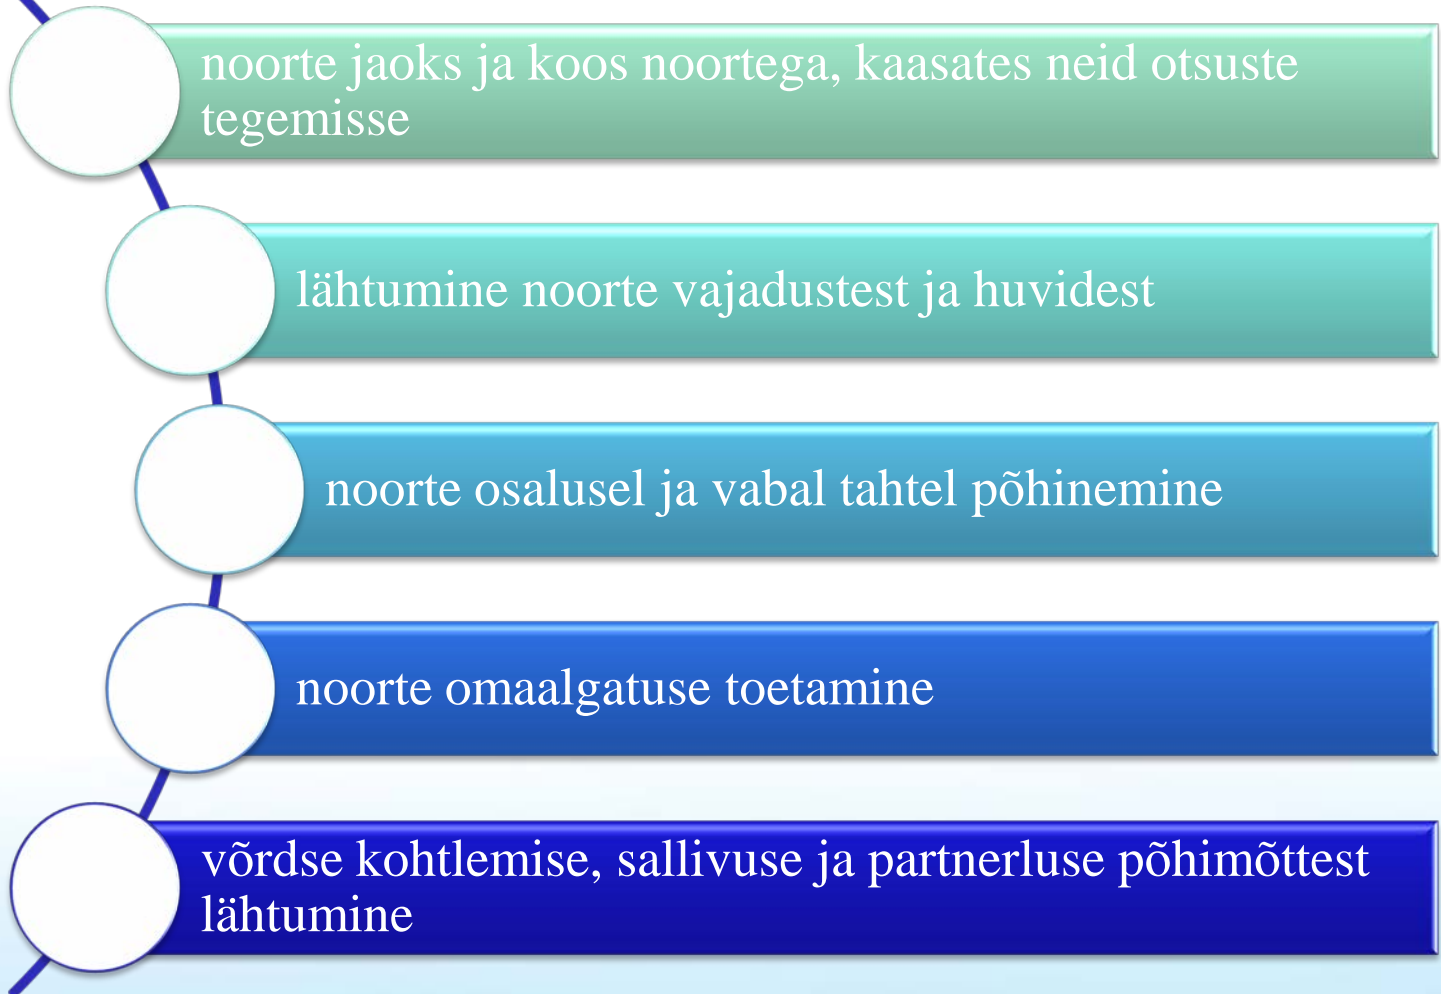 noorte jaoks ja koos noortega, kaasates neid otsuste
tegemisse
lähtumine noorte vajadustest ja huvidest
noorte osalusel ja vabal tahtel põhinemine
noorte omaalgatuse toetamine
võrdse kohtlemise, sallivuse ja partnerluse põhimõttest
lähtumine